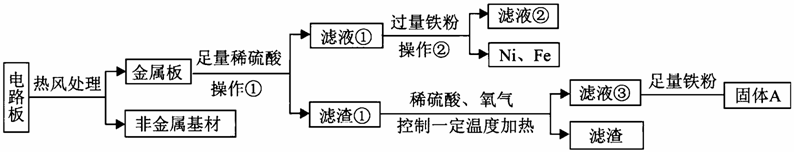 电路板
热风处理
金属板
非金属基材
足量稀硫酸
操作①
滤液①
滤渣①
过量铁粉
操作②
滤液②
Ni、Fe
稀硫酸、氧气
控制一定温度加热
滤液③
滤渣
足量铁粉
固体A